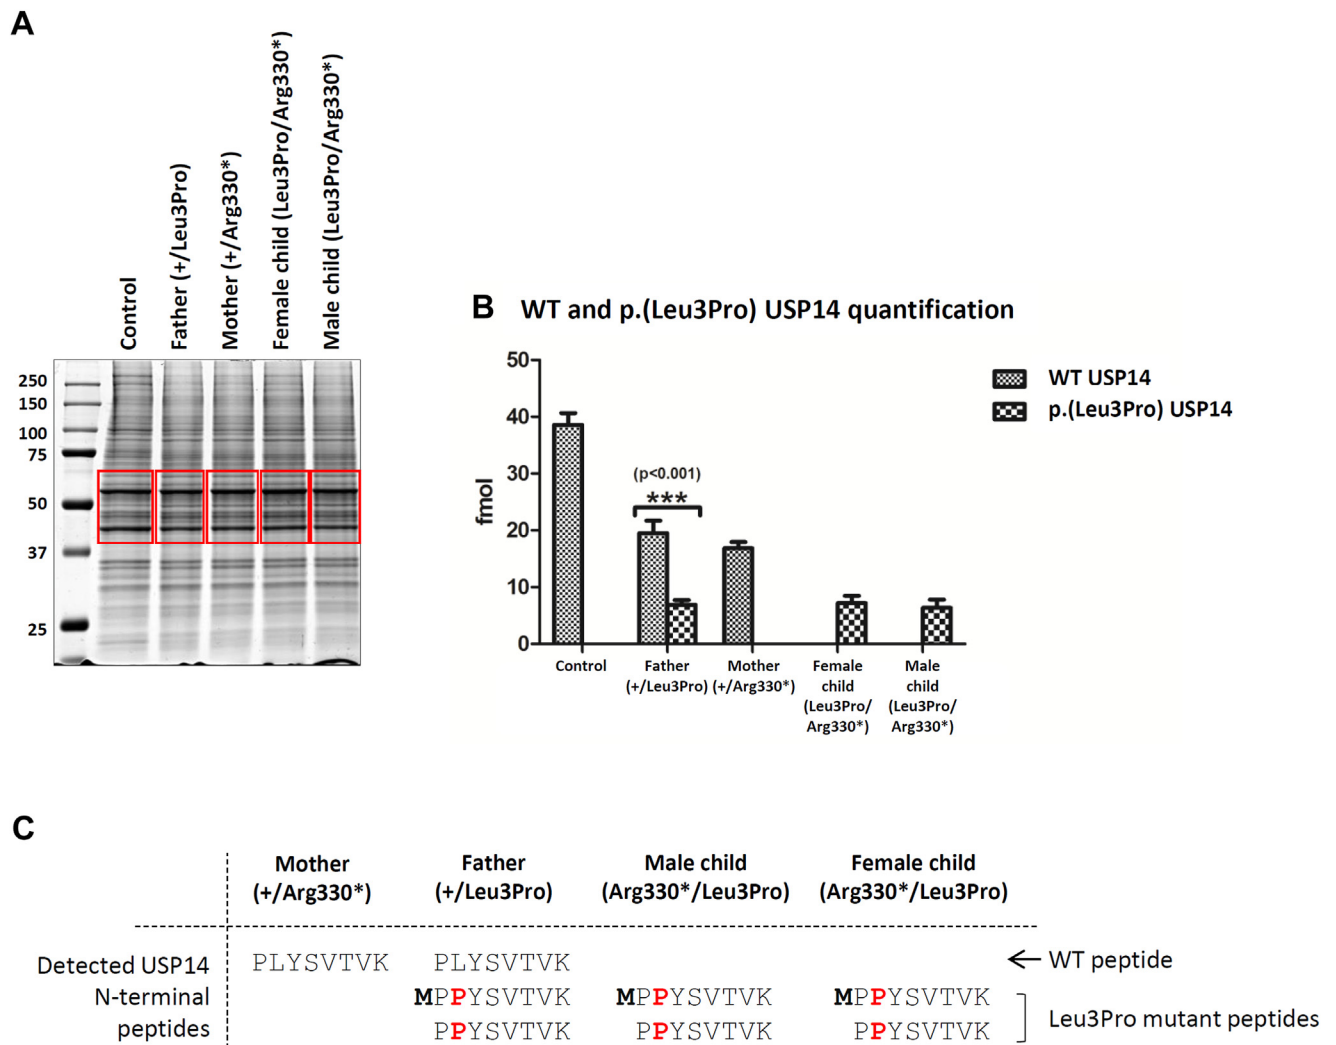 A
Control
Father (+/Leu3Pro)
Mother (+/Arg330*)
Female child (Leu3Pro/Arg330*)
Male child (Leu3Pro/Arg330*)
250
150
100
75
50
37
25
B WT and p.(Leu3Pro) USP14 quantification
50
40
30
20
10
0
fmol
(p<0.001)
***
WT USP14
p.(Leu3Pro) USP14
Control
Father
(+/Leu3Pro)
Mother
(+/Arg330*)
Female
child
(Leu3Pro/
Arg330*)
Male
child
(Leu3Pro/
Arg330*)
C
Mother
(+/Arg330*)
Father
(+/Leu3Pro)
Male child
(Arg330*/Leu3Pro)
Female child
(Arg330*/Leu3Pro)
Detected USP14
N-terminal
peptides
PLYSVTVK PLYSVTVK ← WT peptide
MPPYSVTVK MPPYSVTVK MPPYSVTVK
PPYSVTVK PPYSVTVK PPYSVTVK
Leu3Pro mutant peptides